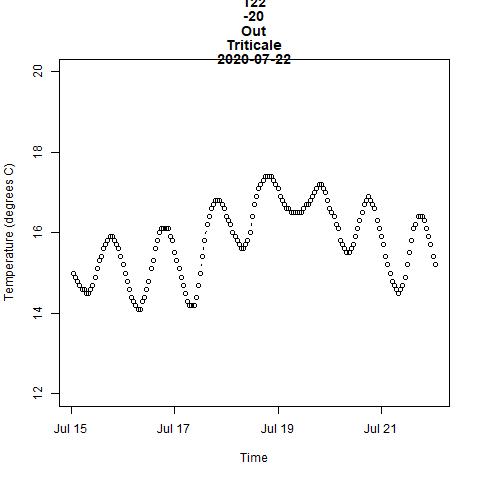 122
-20
Out
Triticale
2020-07-22
Temperature (degrees C)
20
18
16
14
12
Jul 15
Jul 17
Jul 19
Jul 21
Time